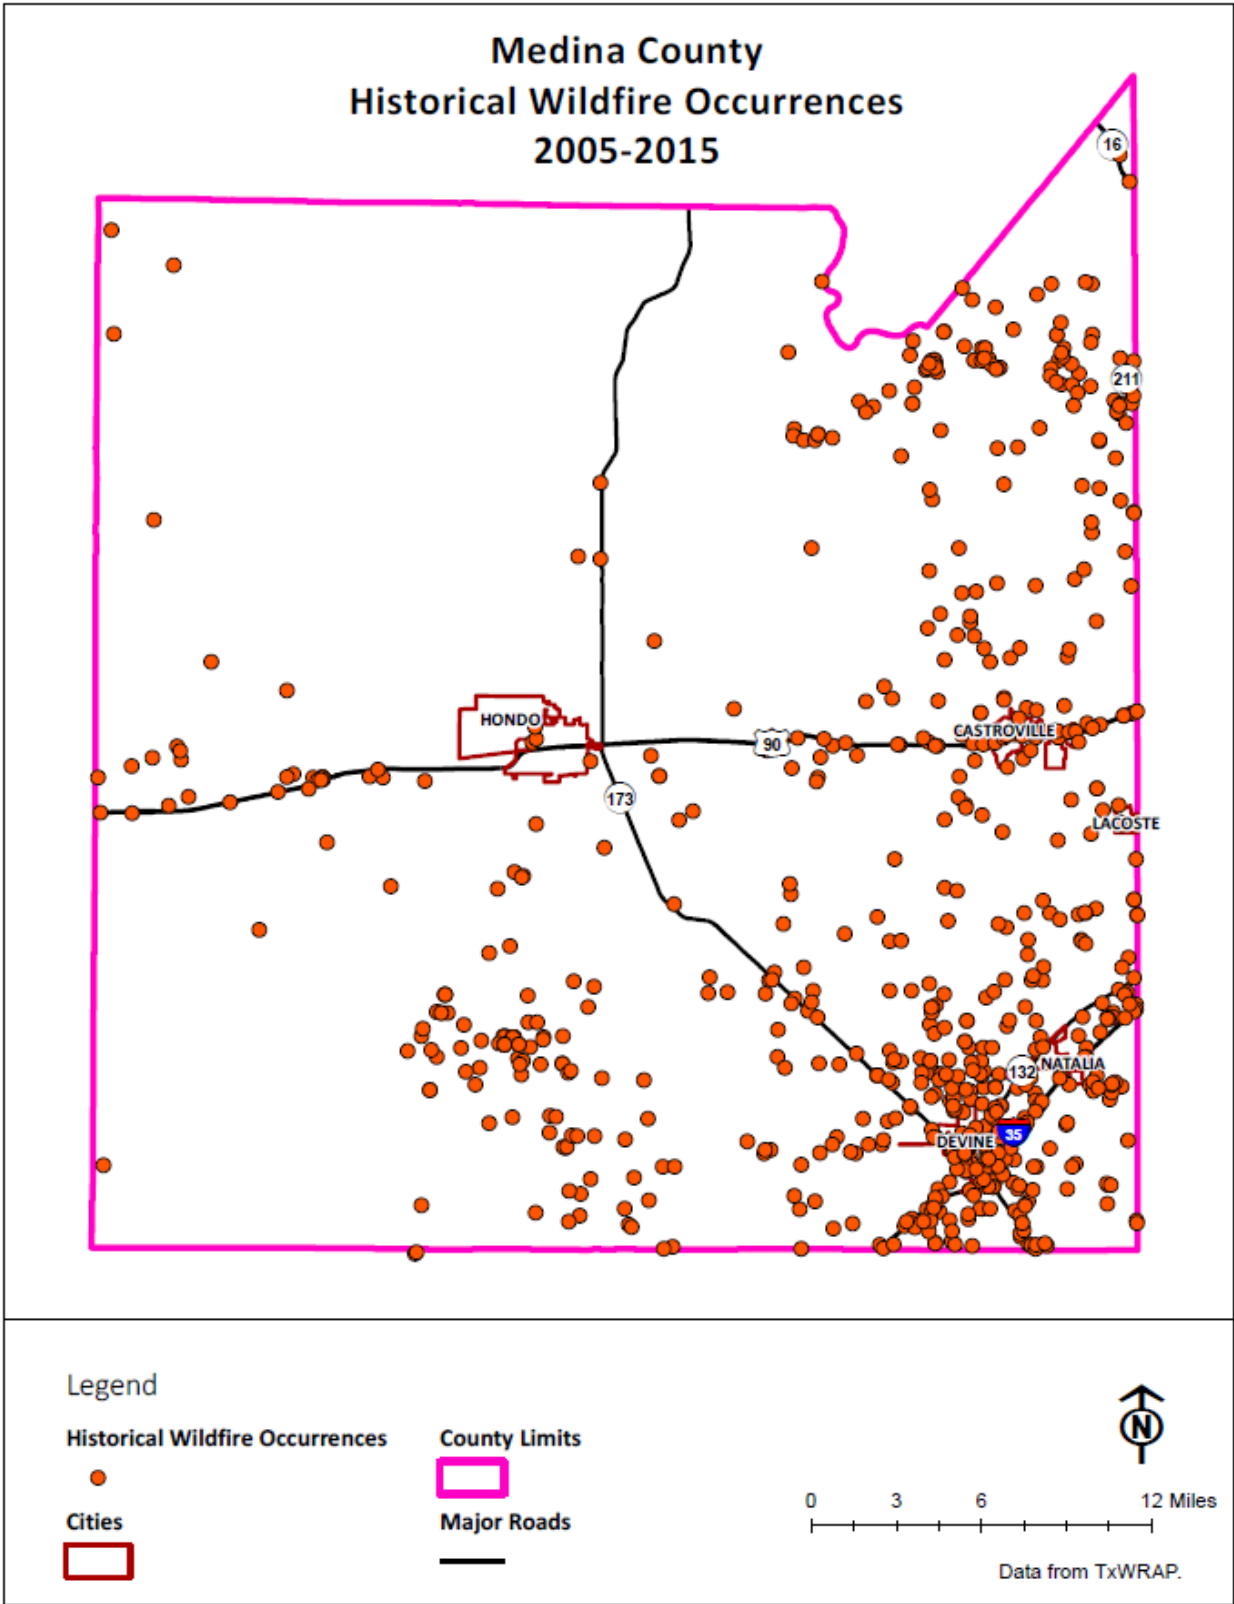 Medina County
Historical Wildfire Occurrences
2005-2015
16
211
HONDO
90
CASTROVILLE
173
LACOSTE
132
NATALIA
DEVINE
35
Legend
Historical Wildfire Occurrences
County Limits
Cities
Major Roads
N
0 3 6 12 Miles
Data from TxWRAP.